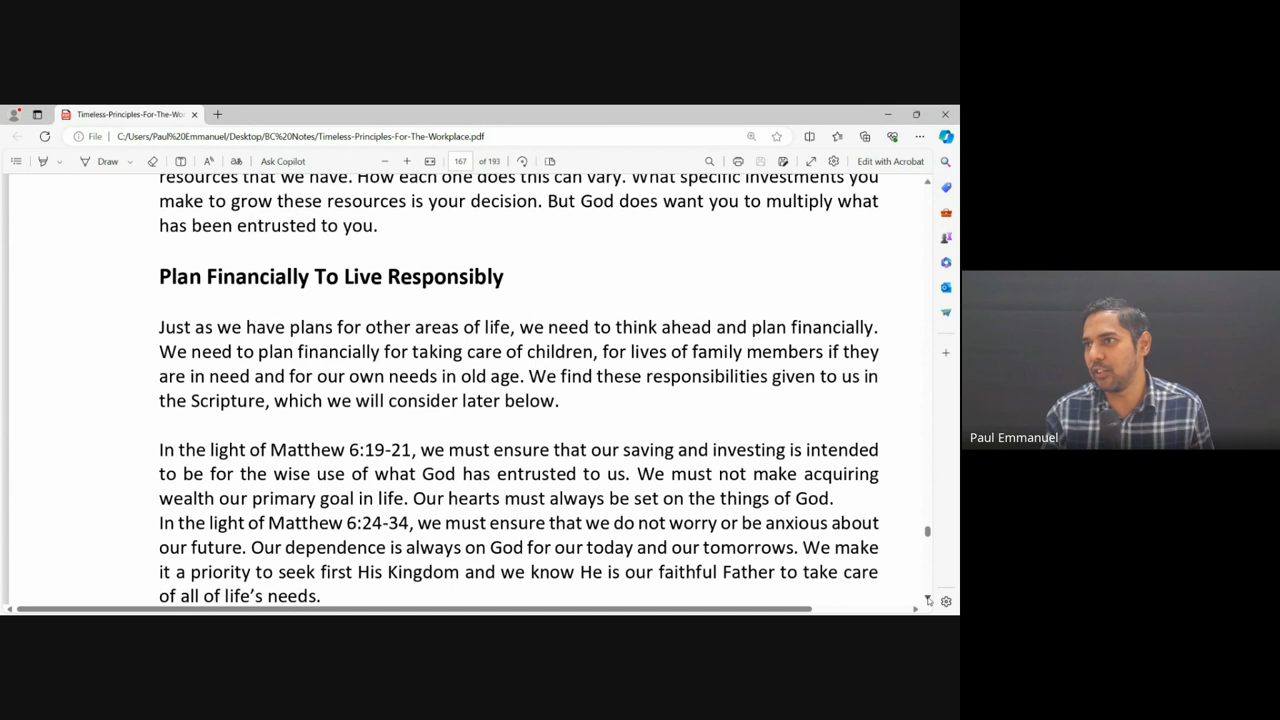 Timeless-Principles-For-The-Wor
File
C:/Users/Paul%20Emmanuel/Desktop/BC%20Notes/Timeless-Principles-For-The-Workplace.pdf
Draw
Ask Copilot
167 of 193
Edit with Acrobat
resources that we have. How each one does this can vary. What specific investments you
make to grow these resources is your decision. But God does want you to multiply what
has been entrusted to you.
Plan Financially To Live Responsibly
Just as we have plans for other areas of life, we need to think ahead and plan financially.
We need to plan financially for taking care of children, for lives of family members if they
are in need and for our own needs in old age. We find these responsibilities given to us in
the Scripture, which we will consider later below.
In the light of Matthew 6:19-21, we must ensure that our saving and investing is intended
to be for the wise use of what God has entrusted to us. We must not make acquiring
wealth our primary goal in life. Our hearts must always be set on the things of God.
In the light of Matthew 6:24-34, we must ensure that we do not worry or be anxious about
our future. Our dependence is always on God for our today and our tomorrows. We make
it a priority to seek first His Kingdom and we know He is our faithful Father to take care
of all of life’s needs.
Paul Emmanuel